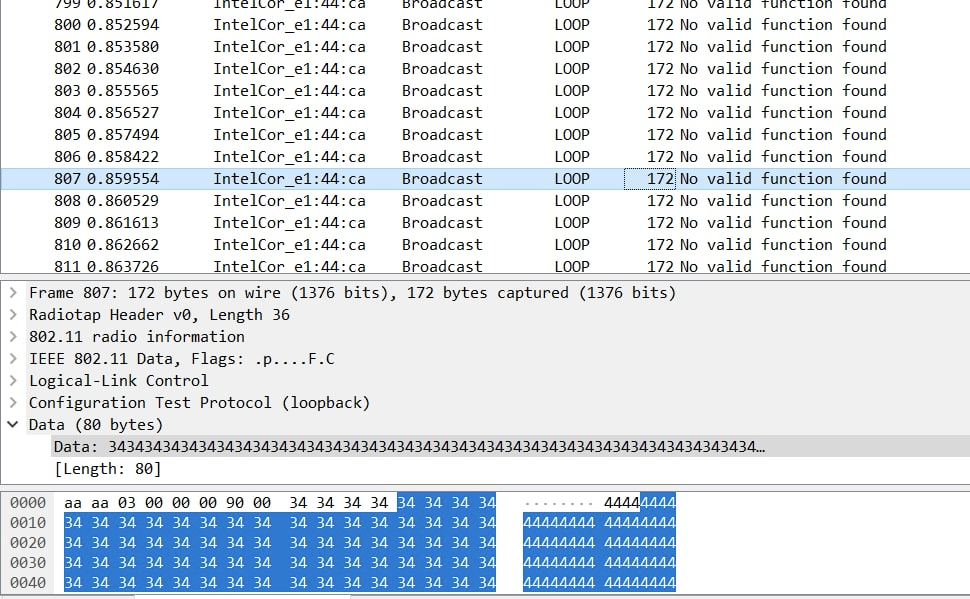 799 0.851617 IntelCor_e1:44:ca Broadcast LOOP 172 No valid function found
800 0.852594 IntelCor_e1:44:ca Broadcast LOOP 172 No valid function found
801 0.853580 IntelCor_e1:44:ca Broadcast LOOP 172 No valid function found
802 0.854630 IntelCor_e1:44:ca Broadcast LOOP 172 No valid function found
803 0.855565 IntelCor_e1:44:ca Broadcast LOOP 172 No valid function found
804 0.856527 IntelCor_e1:44:ca Broadcast LOOP 172 No valid function found
805 0.857494 IntelCor_e1:44:ca Broadcast LOOP 172 No valid function found
806 0.858422 IntelCor_e1:44:ca Broadcast LOOP 172 No valid function found
807 0.859554 IntelCor_e1:44:ca Broadcast LOOP 172 No valid function found
808 0.860529 IntelCor_e1:44:ca Broadcast LOOP 172 No valid function found
809 0.861613 IntelCor_e1:44:ca Broadcast LOOP 172 No valid function found
810 0.862662 IntelCor_e1:44:ca Broadcast LOOP 172 No valid function found
811 0.863726 IntelCor_e1:44:ca Broadcast LOOP 172 No valid function found
Frame 807: 172 bytes on wire (1376 bits), 172 bytes captured (1376 bits)
Radiotap Header v0, Length 36
802.11 radio information
IEEE 802.11 Data, Flags: .p....F.C
Logical-Link Control
Configuration Test Protocol (loopback)
Data (80 bytes)
Data: 343434343434343434343434343434343434343434343434343434343434343434343434…
[Length: 80]
0000 aa aa 03 00 00 00 90 00 34 34 34 34 34 34 34 34 ········ 44444444
0010 34 34 34 34 34 34 34 34 34 34 34 34 34 34 34 34 44444444 44444444
0020 34 34 34 34 34 34 34 34 34 34 34 34 34 34 34 34 44444444 44444444
0030 34 34 34 34 34 34 34 34 34 34 34 34 34 34 34 34 44444444 44444444
0040 34 34 34 34 34 34 34 34 34 34 34 34 34 34 34 34 44444444 44444444